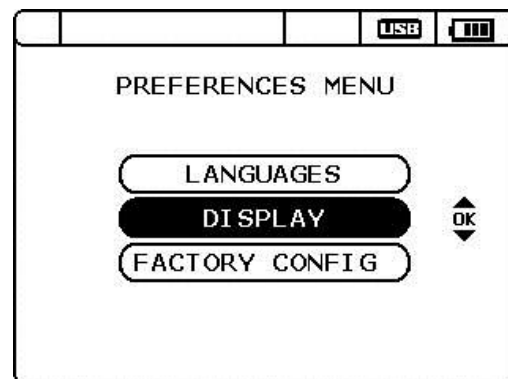 USB
PREFERENCES MENU
LANGUAGES
DISPLAY
OK
FACTORY CONFIG